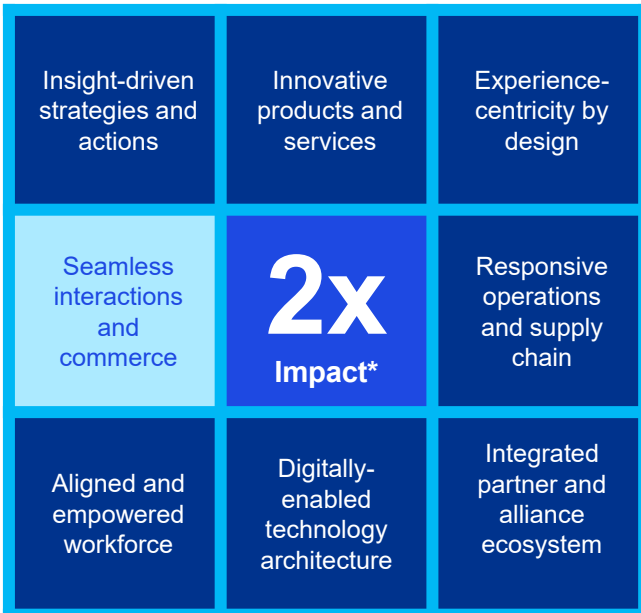 Insight-driven
strategies and
actions
Innovative
products and
services
Experience-
centricity by
design
Seamless
interactions
and
commerce
2x
Impact*
Responsive
operations
and supply
chain
Aligned and
empowered
workforce
Digitally-
enabled
technology
architecture
Integrated
partner and
alliance
ecosystem